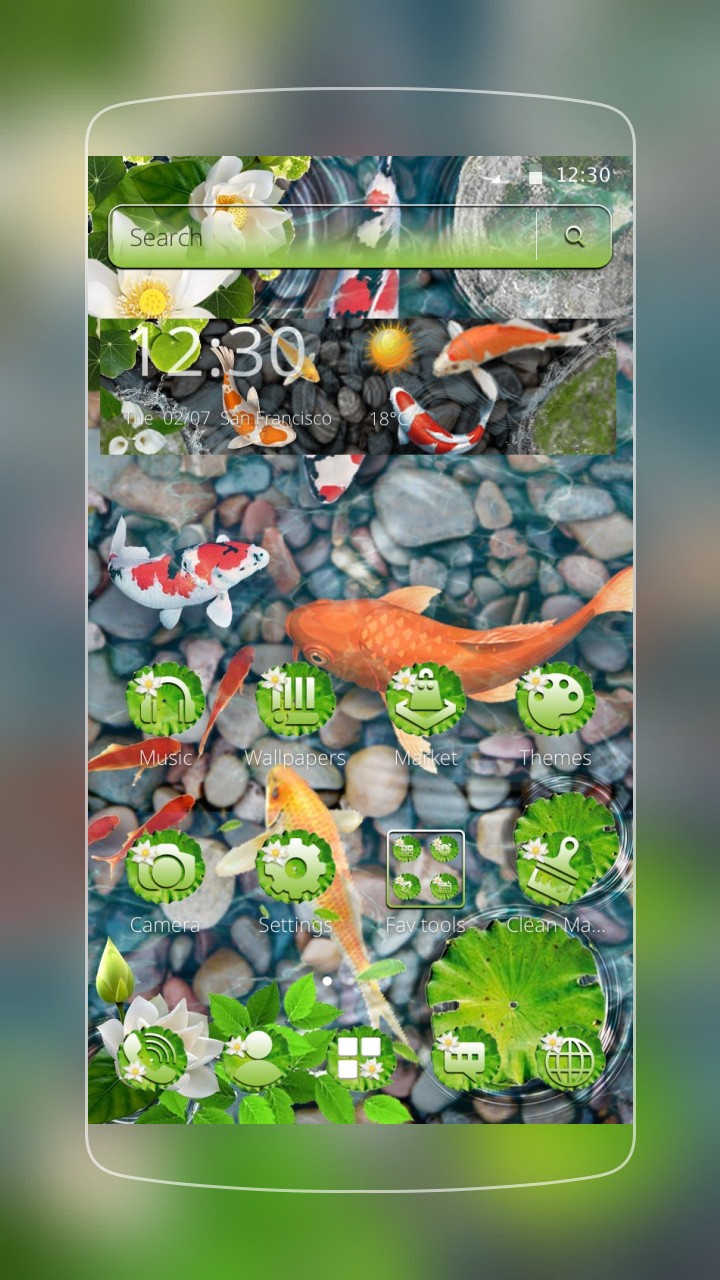 12:30
Search
12:30
Tue 02/07 San Francisco 18°C
Music Wallpapers Market Themes
Camera Settings Fav tools Clean Ma...